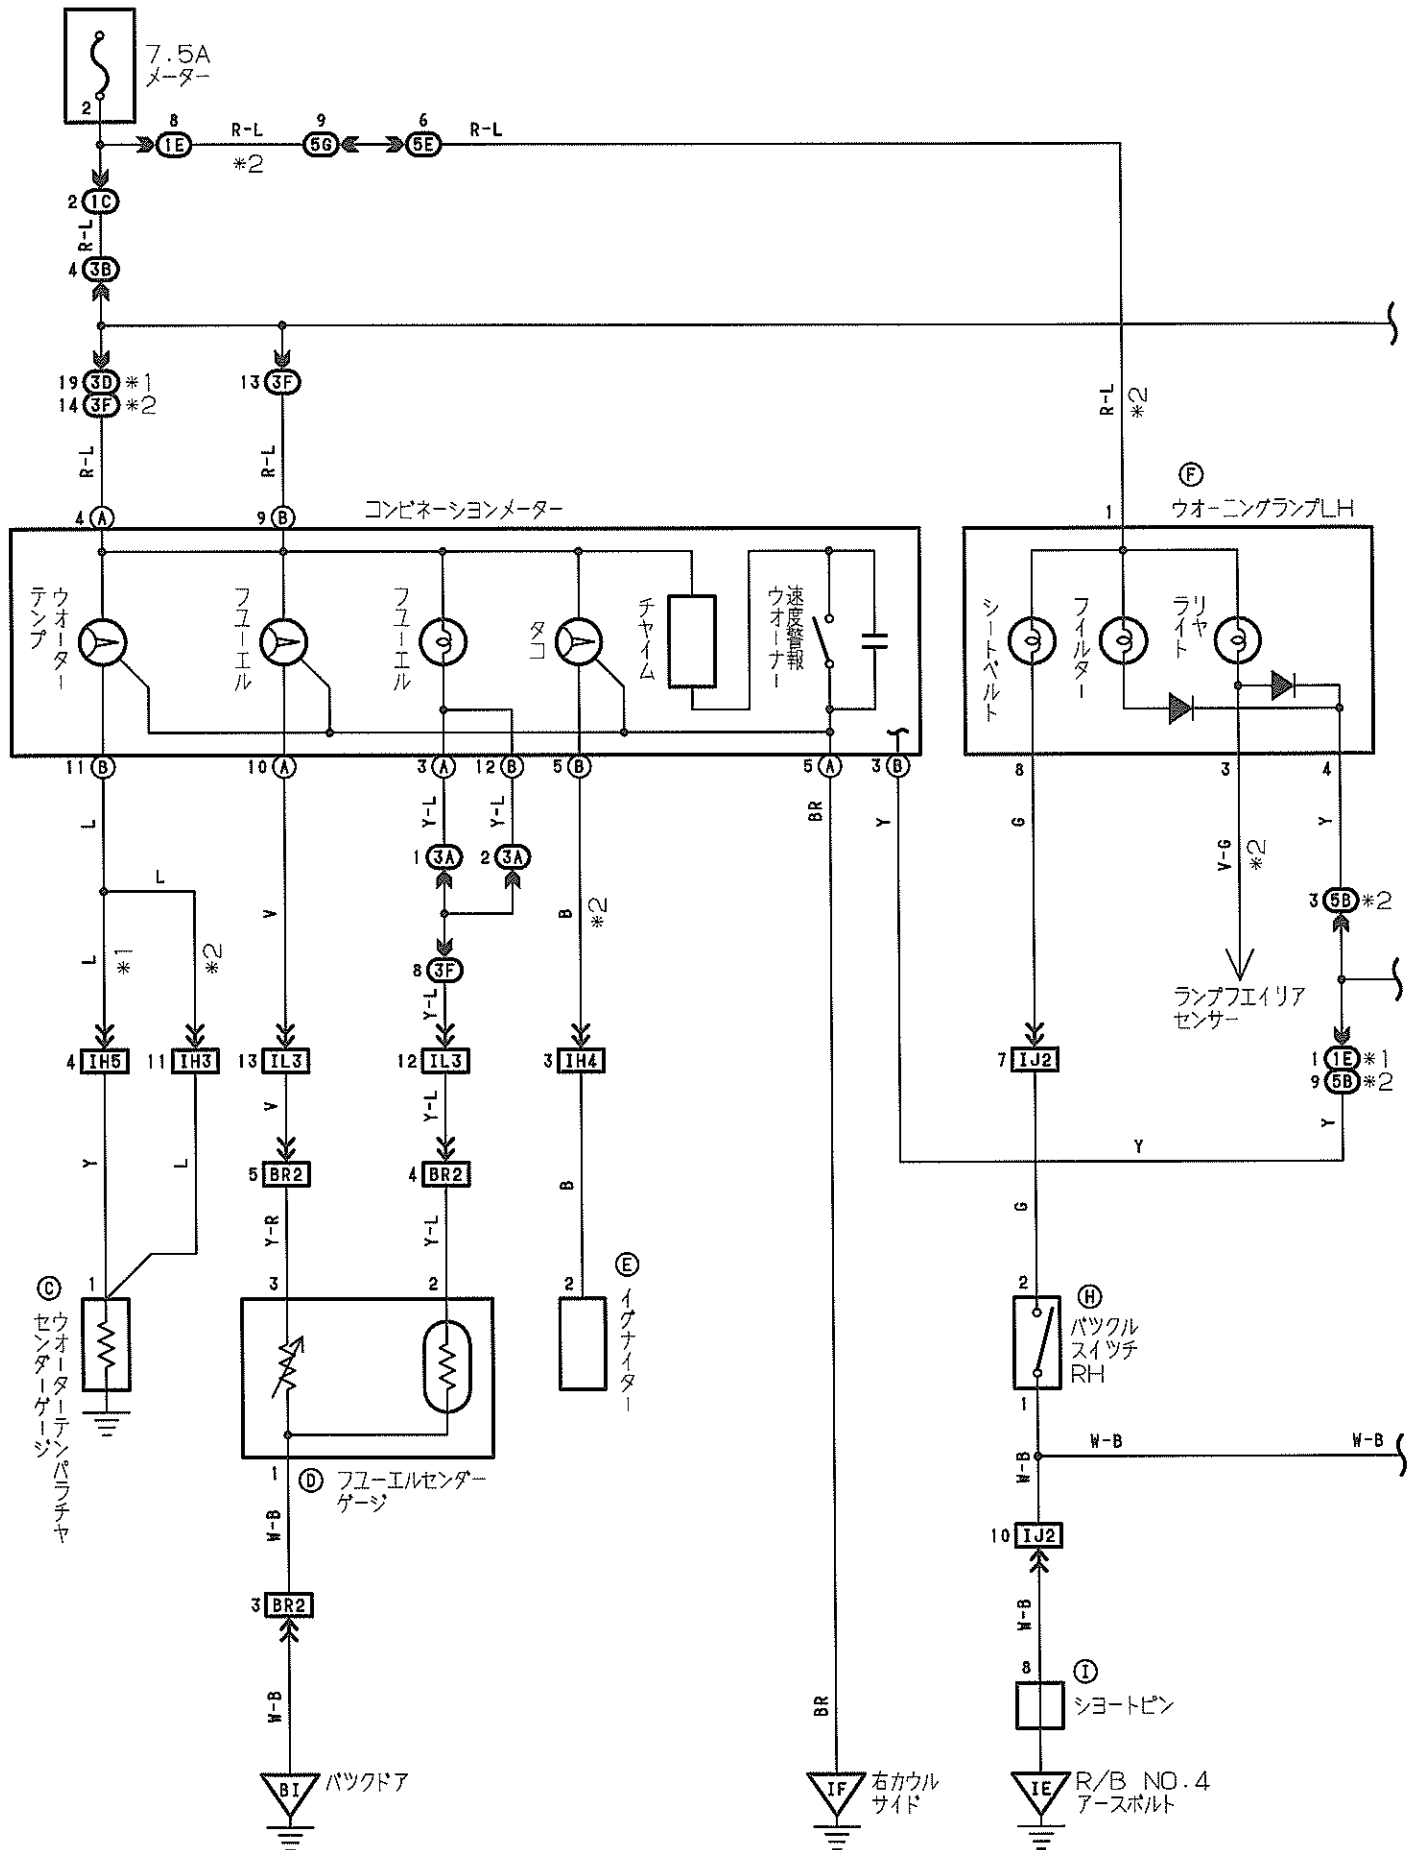 7.5A
メーター
2
8
1E
R-L
*2
9
5G
6
5E
R-L
2 1C
R-L
4 3B
19 3D *1
14 3F *2
13 3F
R-L
R-L
R-L
*2
F
ウオーニングランプLH
4 A
9 B
コンビネーションメーター
1
ウオーター
テンプ
フユーエル
フユーエル
タコ
チヤイム
速度警報
ウオーナー
シートベルト
フイルター
リヤ
ライト
11 B
10 A
3 A
12 B
5 B
5 A
3 B
8
3
4
L
Y-L
Y-L
BR
Y
G
V-G
*2
Y
1 3A
2 3A
L
V
B
*2
3 5B *2
L
*1
*2
8 3F
Y-L
ランプフエイリア
センサー
4 IH5
11 IH3
13 IL3
12 IL3
3 IH4
7 IJ2
1 1E *1
9 5B *2
Y
L
V
Y-L
Y
Y
5 BR2
4 BR2
B
G
Y-R
Y-L
C
1
3
2
2
E
イグナイター
2
H
バツクル
スイツチ
RH
1
ウオーターテンパラチヤ
センダーゲージ
1
D
フユーエルセンダー
ゲージ
W-B
W-B
W-B
W-B
10 IJ2
3 BR2
W-B
8
I
シヨートピン
W-B
BR
BI
バツクドア
IF
右カウル
サイド
IE
R/B NO.4
アースボルト